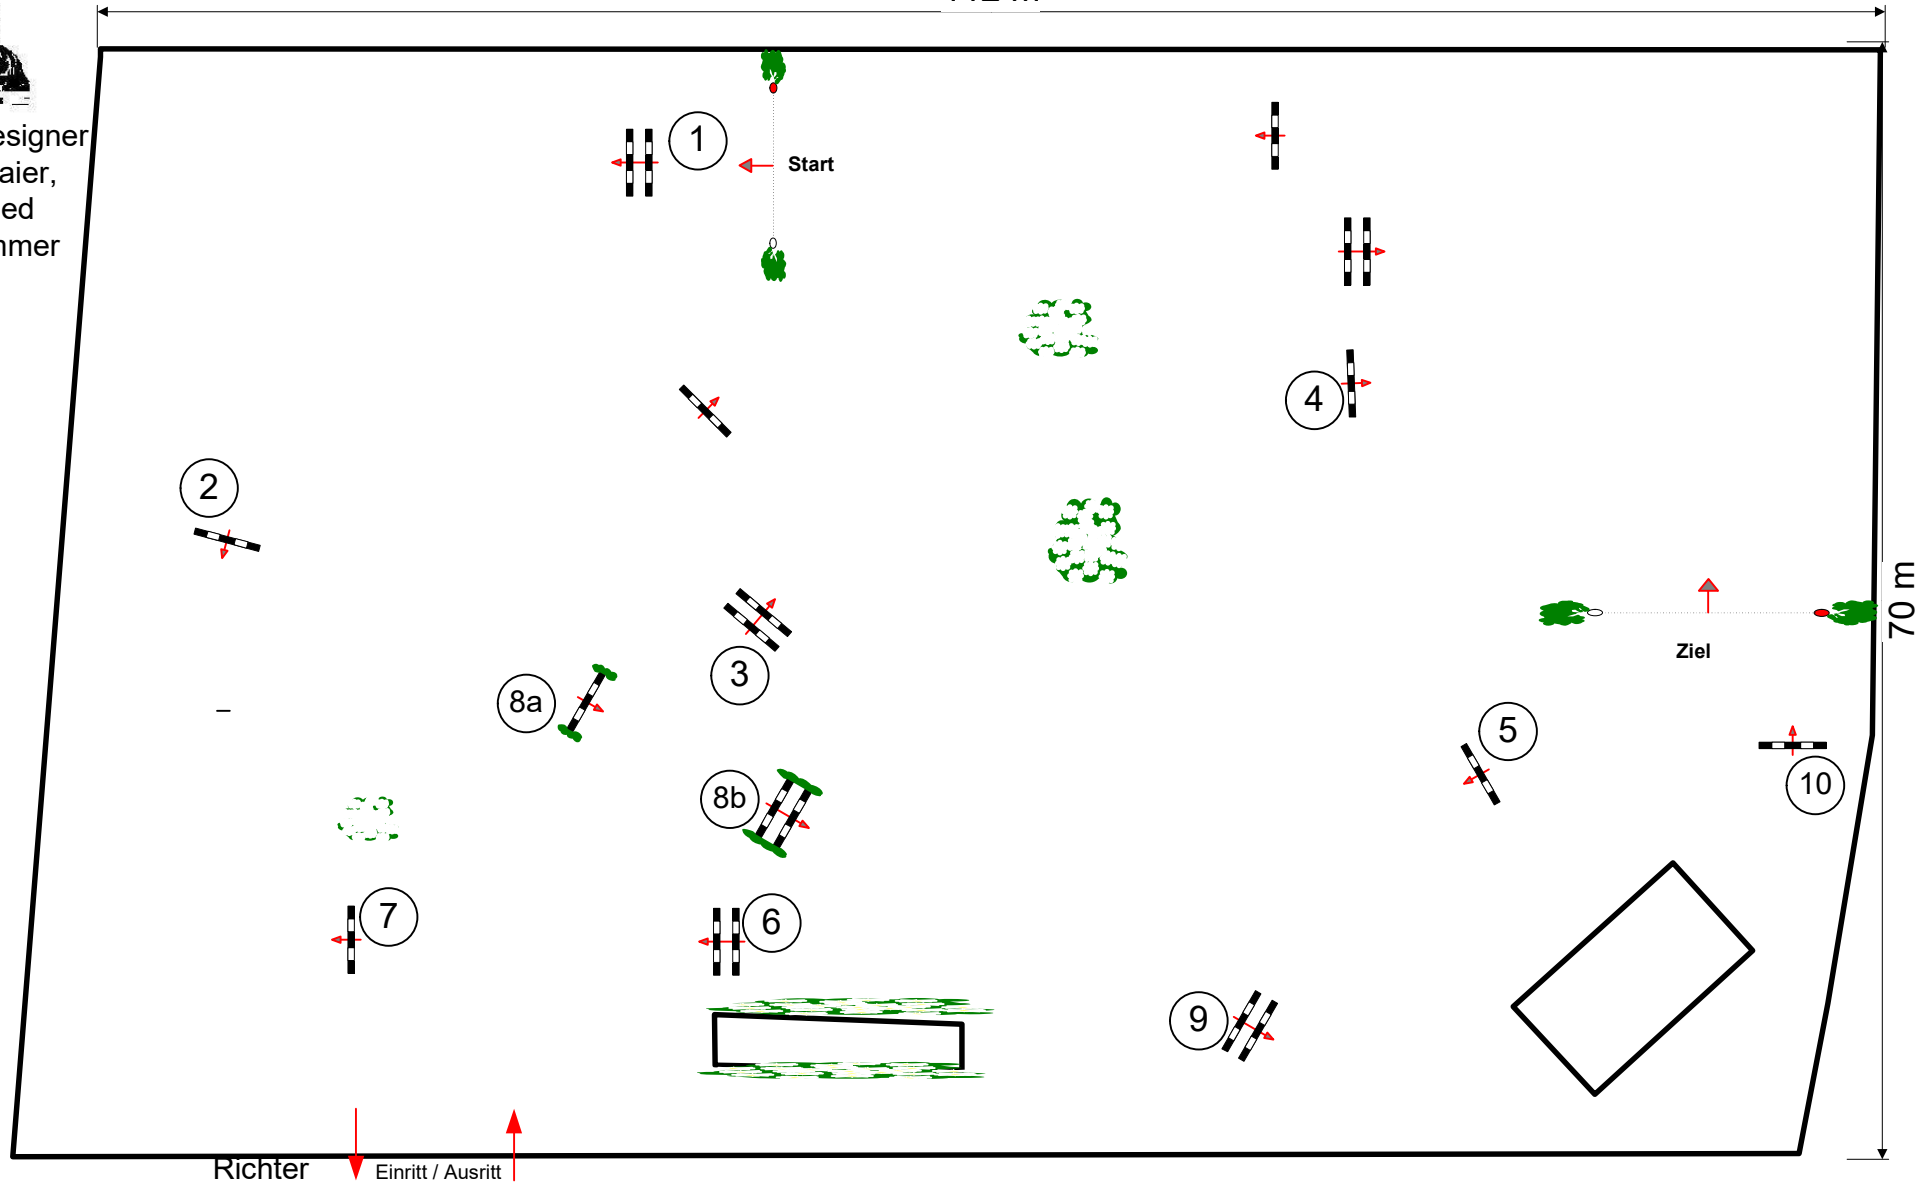 esigner
aier,
ed
nmer
1
Start
4
2
3
8a
5
8b
10
7
6
9
Ziel
70 m
Richter
Einritt / Ausritt